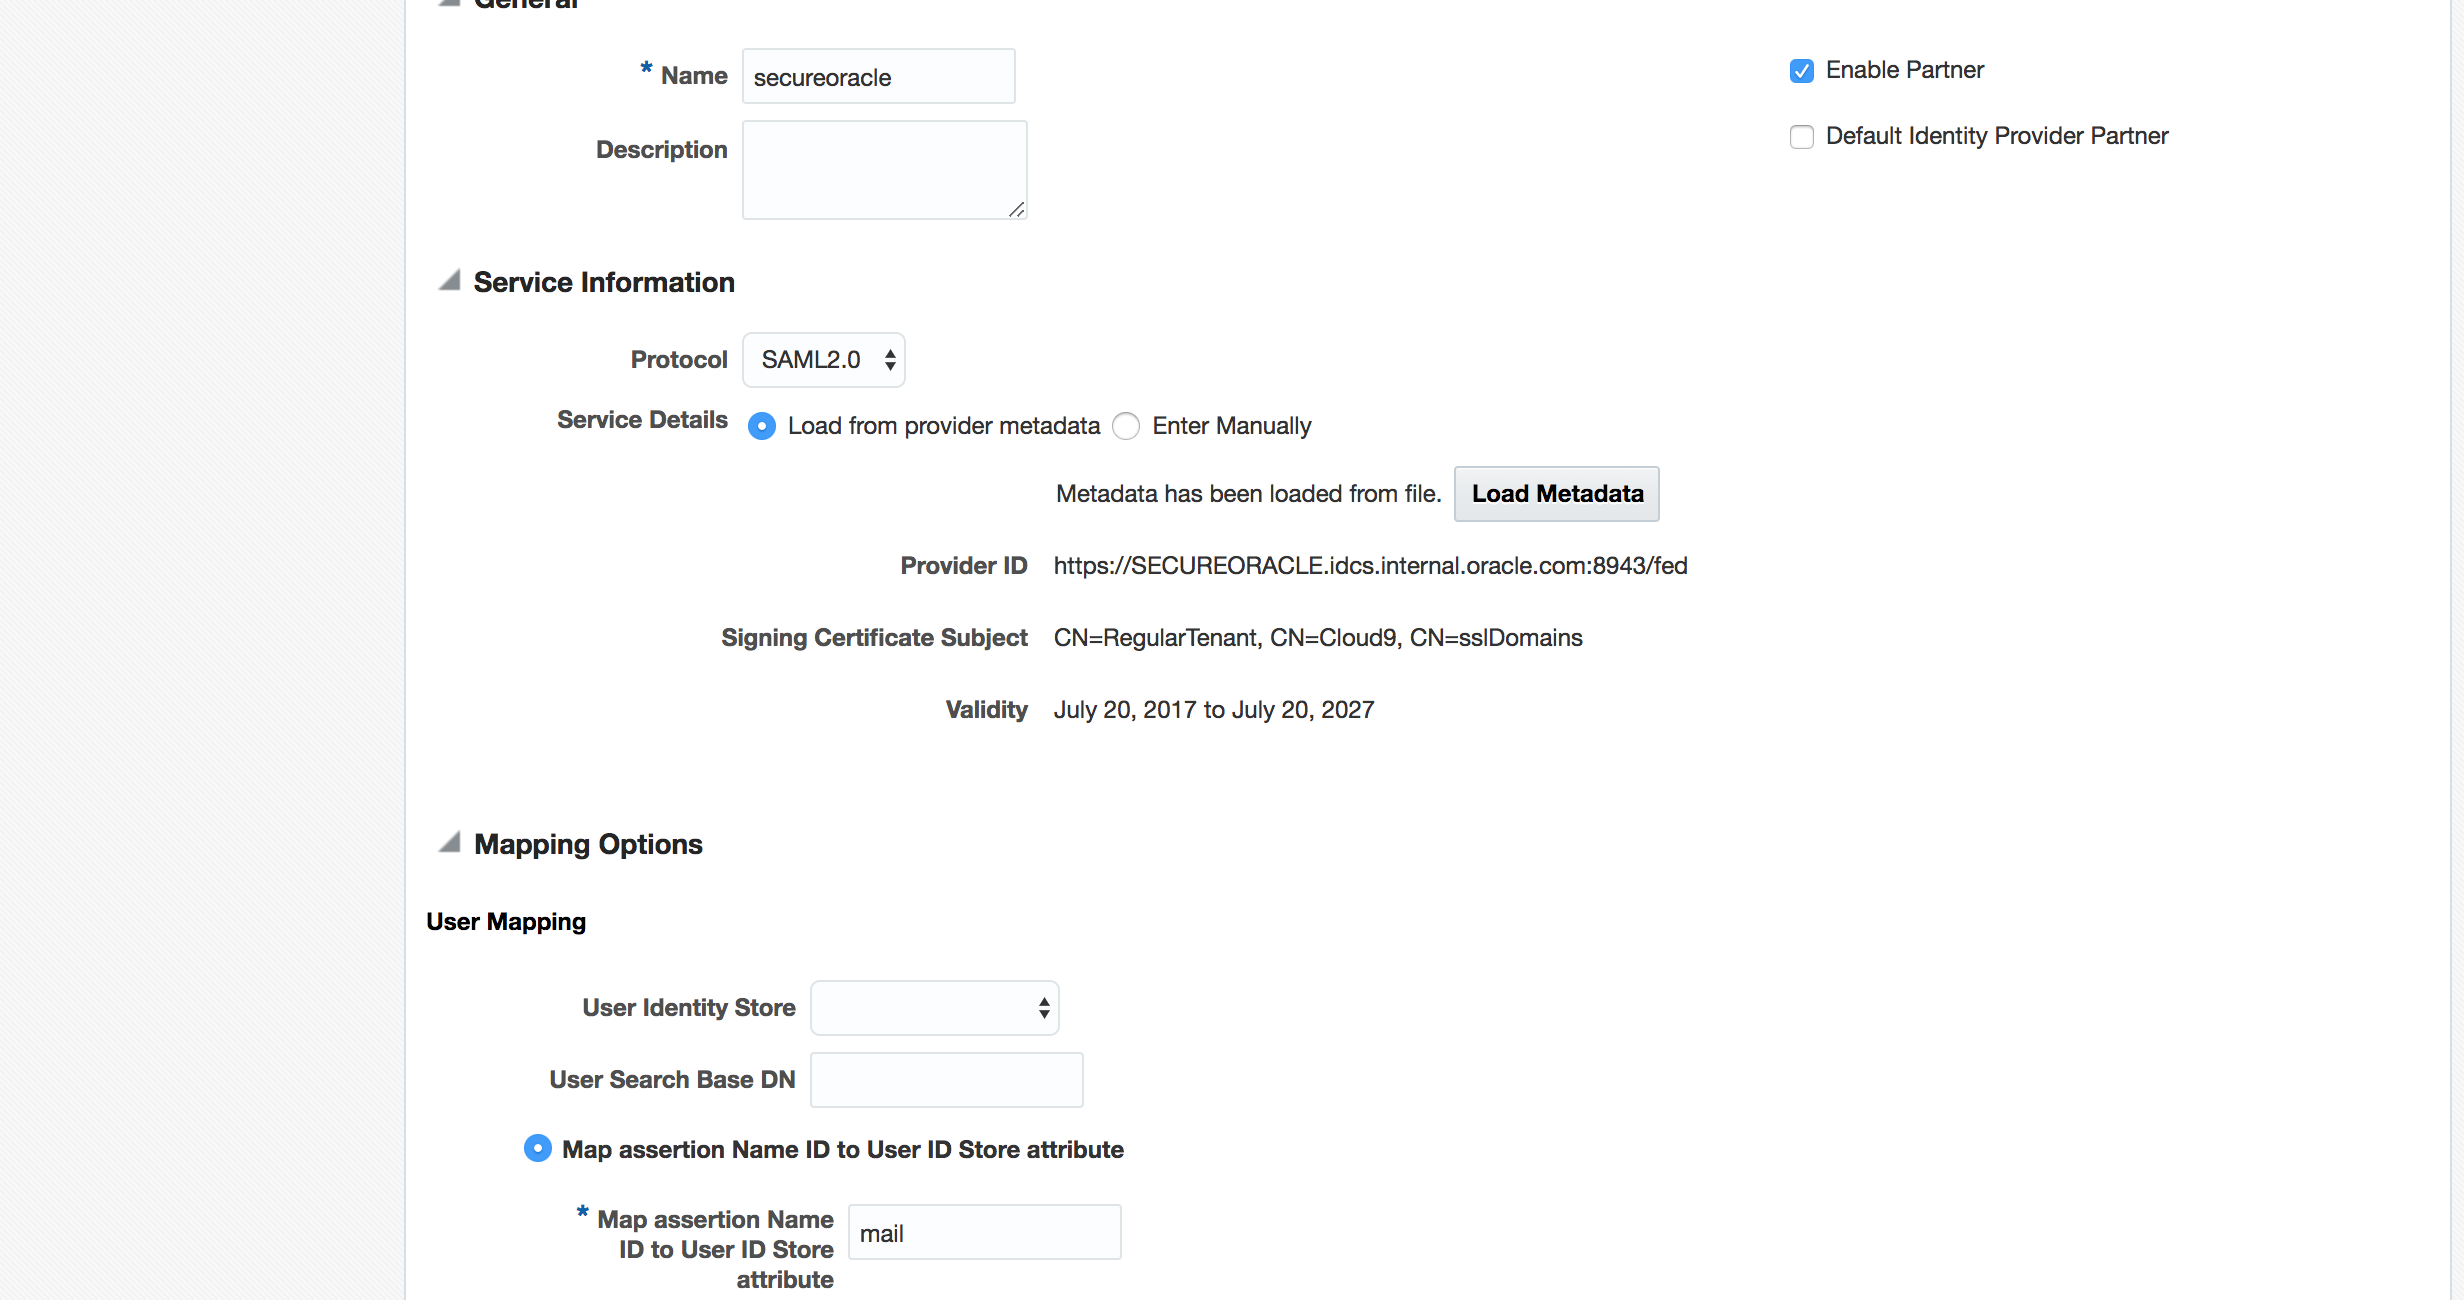 General
* Name secureoracle
Enable Partner
Description
Default Identity Provider Partner
Service Information
Protocol SAML2.0
Service Details Load from provider metadata Enter Manually
Metadata has been loaded from file. Load Metadata
Provider ID https://SECUREORACLE.idcs.internal.oracle.com:8943/fed
Signing Certificate Subject CN=RegularTenant, CN=Cloud9, CN=sslDomains
Validity July 20, 2017 to July 20, 2027
Mapping Options
User Mapping
User Identity Store
User Search Base DN
Map assertion Name ID to User ID Store attribute
* Map assertion Name
ID to User ID Store
attribute
mail